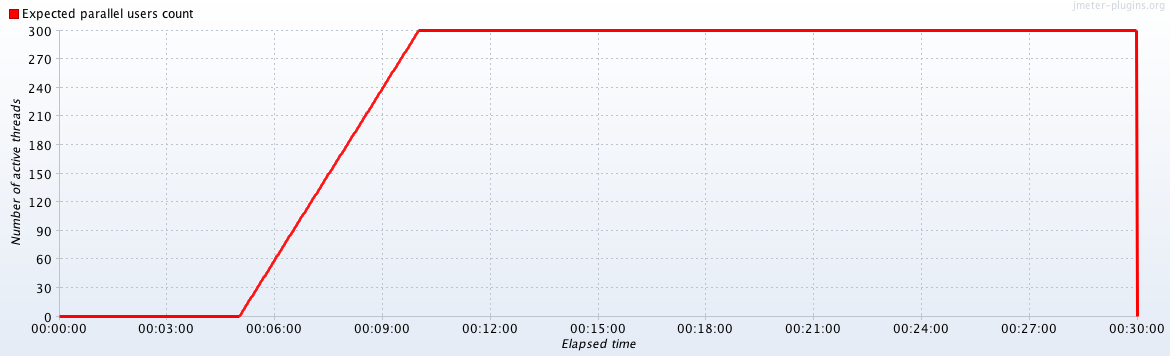 jmeter-plugins.org
Expected parallel users count
300
270
240
210
180
150
120
90
60
30
0
Number of active threads
00:00:00 00:03:00 00:06:00 00:09:00 00:12:00 00:15:00 00:18:00 00:21:00 00:24:00 00:27:00 00:30:00
Elapsed time